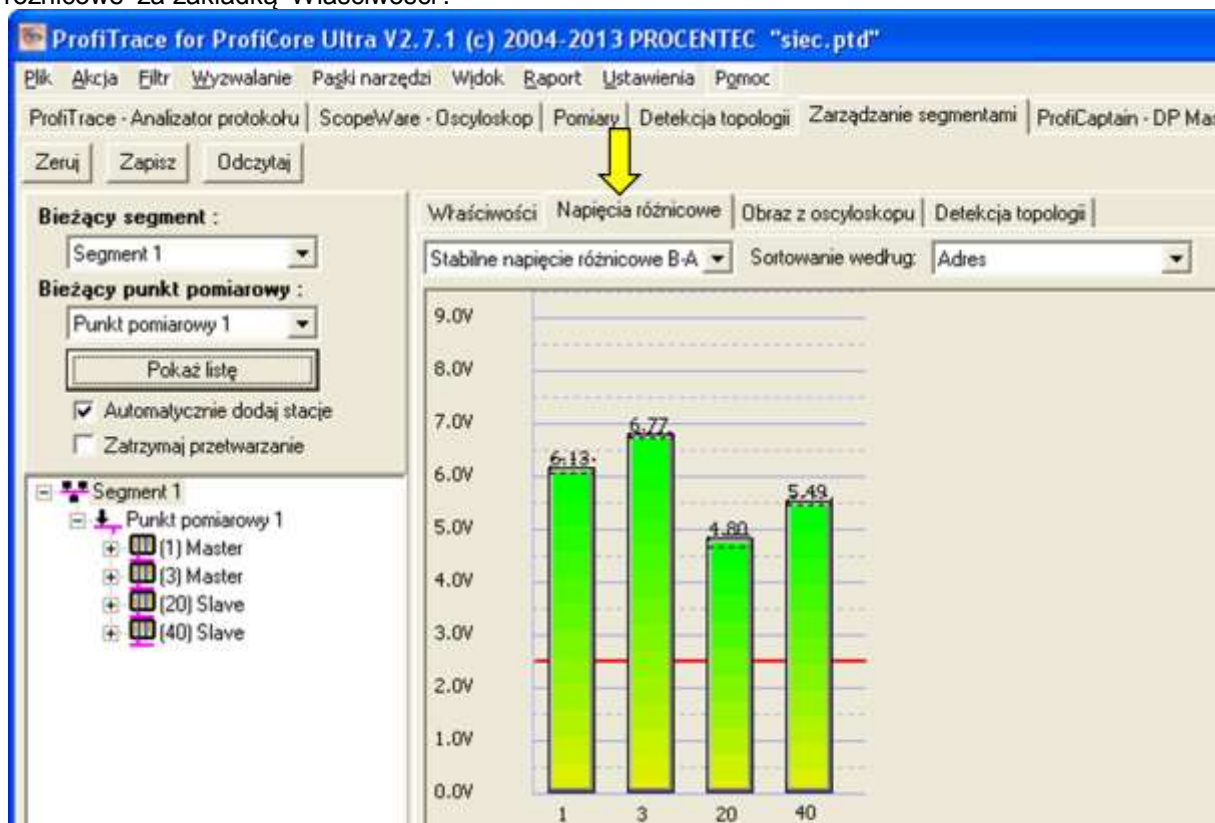 różnicowe" za zakładką "Właściwości".
ProfiTrace for ProfiCore Ultra V2.7.1 (c) 2004-2013 PROCENTEC "siec.ptd"
Plik Akcja Filtr Wyzwalanie Paski narzędzi Widok Raport Ustawienia Pomoc
ProfiTrace - Analizator protokołu ScopeWare - Oscyloskop Pomiary Detekcja topologii Zarządzanie segmentami ProfiCaptain - DP Mas
Zeruj Zapisz Odczytaj
Bieżący segment :
Segment 1
Bieżący punkt pomiarowy :
Punkt pomiarowy 1
Pokaż listę
Automatycznie dodaj stacje
Zatrzymaj przetwarzanie
Segment 1
Punkt pomiarowy 1
(1) Master
(3) Master
(20) Slave
(40) Slave
Właściwości Napięcia różnicowe Obraz z oscyloskopu Detekcja topologii
Stabilne napięcie różnicowe B-A Sortowanie według: Adres
9.0V
8.0V
7.0V
6.0V
5.0V
4.0V
3.0V
2.0V
1.0V
0.0V
6.13
6.77
4.80
5.49
1 3 20 40